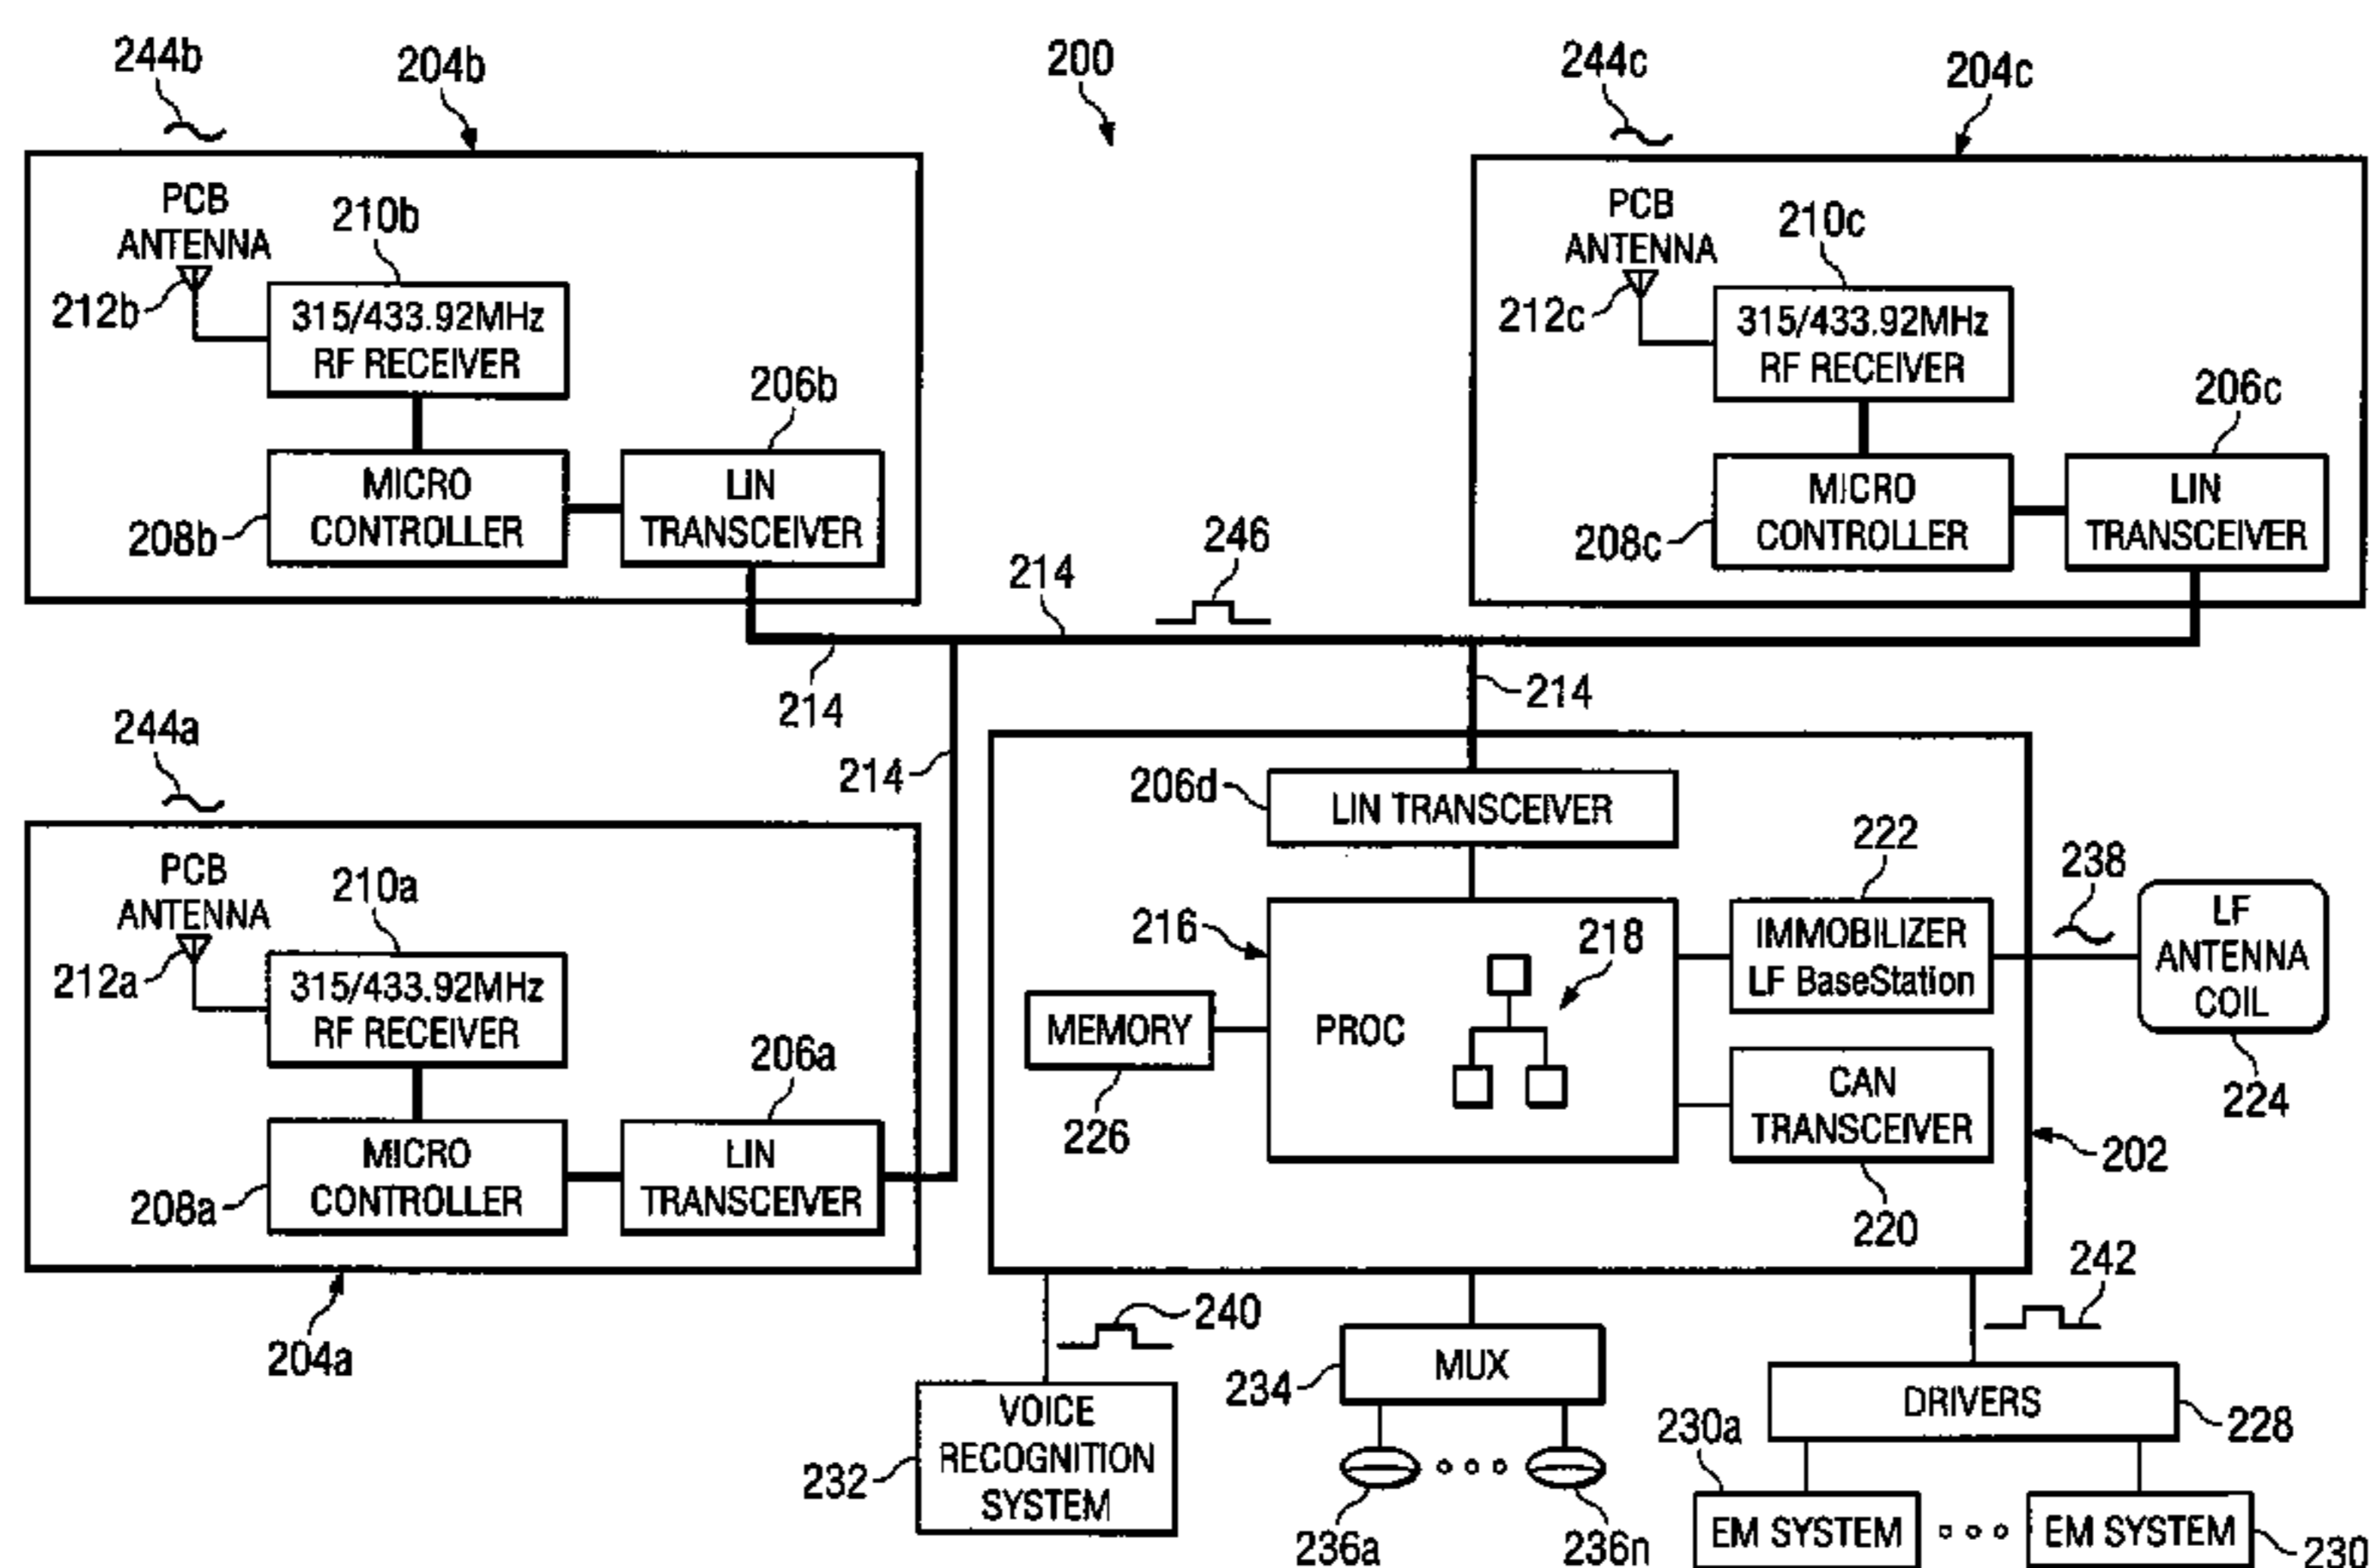 244b
204b
200
244c
204c
PCB
ANTENNA
210b
212b
315/433.92MHz
RF RECEIVER
206b
MICRO
CONTROLLER
208b
LIN
TRANSCEIVER
PCB
ANTENNA
210c
212c
315/433.92MHz
RF RECEIVER
206c
MICRO
CONTROLLER
208c
LIN
TRANSCEIVER
246
214
214
214
214
244a
PCB
ANTENNA
210a
212a
315/433.92MHz
RF RECEIVER
206a
MICRO
CONTROLLER
208a
LIN
TRANSCEIVER
204a
206d
LIN TRANSCEIVER
222
238
216
218
IMMOBILIZER
LF BaseStation
LF
ANTENNA
COIL
224
MEMORY
226
PROC
CAN
TRANSCEIVER
220
202
240
242
VOICE
RECOGNITION
SYSTEM
232
MUX
234
236a
236n
DRIVERS
228
230a
EM SYSTEM
EM SYSTEM
230